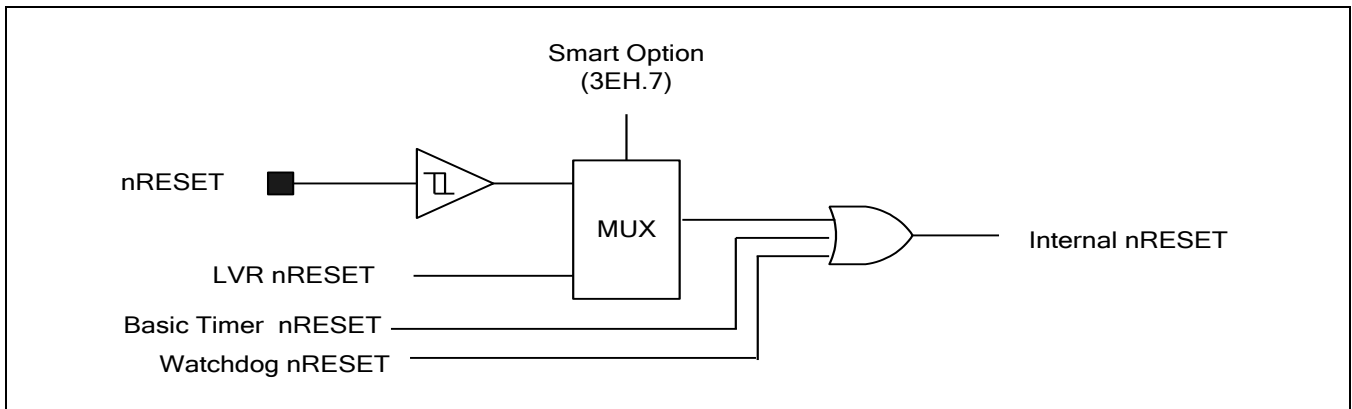 Smart Option
(3EH.7)
nRESET
MUX
Internal nRESET
LVR nRESET
Basic Timer nRESET
Watchdog nRESET